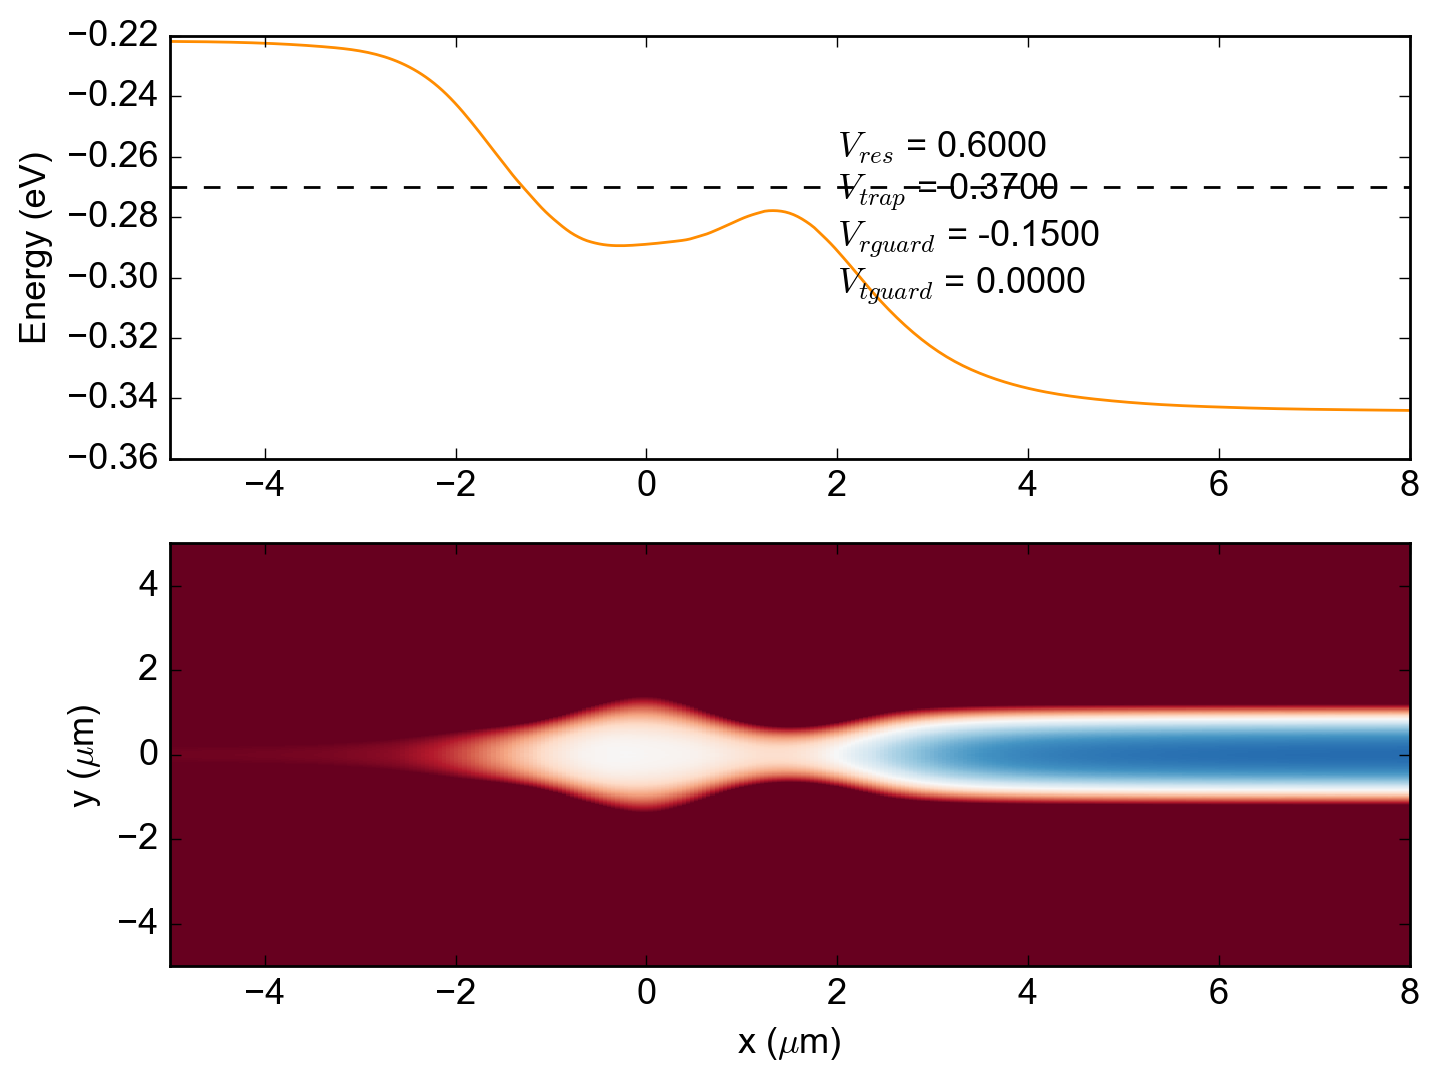 −0.22
−0.24
−0.26
−0.28
−0.30
−0.32
−0.34
−0.36
Energy (eV)
V_res = 0.6000
V_trap = 0.3700
V_rguard = -0.1500
V_tguard = 0.0000
−4 −2 0 2 4 6 8
4
2
0
−2
−4
y (μm)
−4 −2 0 2 4 6 8
x (μm)